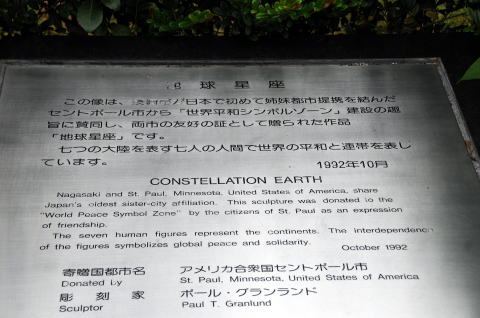 球星座
この像は、 日本で初めて姉妹都市提携を結んだ
セントポール市から「世界平和シンボルゾーン」建設の趣
旨に賛同し、両市の友好の証として贈られた作品
「地球星座」です。
七つの大陸を表す七人の人間で世界の平和と連帯を表し
ています。 1992年10月
CONSTELLATION EARTH
Nagasaki and St. Paul, Minnesota, United States of America, share
Japan's oldest sister-city affiliation. This sculpture was donated to the
"World Peace Symbol Zone" by the citizens of St. Paul as an expression
of friendship.
The seven human figures represent the continents. The interdependence
of the figures symbolizes global peace and solidarity. October 1992
寄贈国都市名 アメリカ合衆国セントポール市
Donated by St. Paul, Minnesota, United States of America
彫刻家 ポール・グランランド
Sculptor Paul T. Granlund